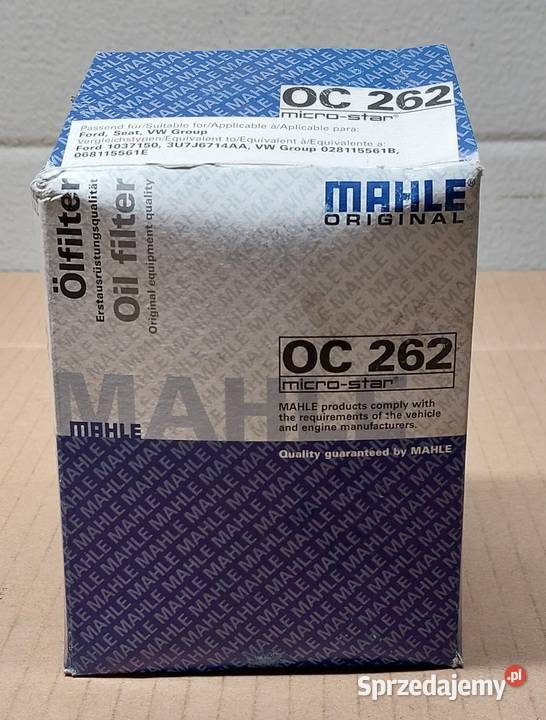 OC 262
micro-star®
Passend für/Suitable for/Applicable à/Aplicable para:
Ford, Seat, VW Group
Vergleichstypen/Equivalent to/Equivalente à/Equivalente a:
Ford 1037150, 3U7J6714AA, VW Group 028115561B,
068115561E
MAHLE®
ORIGINAL
Ölfilter
Erstausrüstungsqualität
Oil filter
Original equipment quality
OC 262
micro-star®
MAHLE products comply with
the requirements of the vehicle
and engine manufacturers.
MAHLE
MAHLE
Quality guaranteed by MAHLE
Sprzedajemy.pl